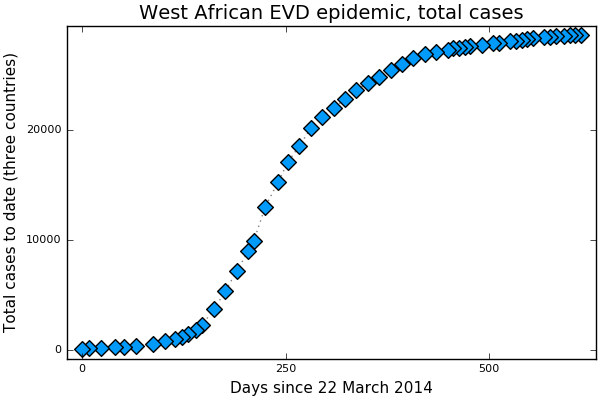 West African EVD epidemic, total cases
Total cases to date (three countries)
20000
10000
0
0 250 500
Days since 22 March 2014